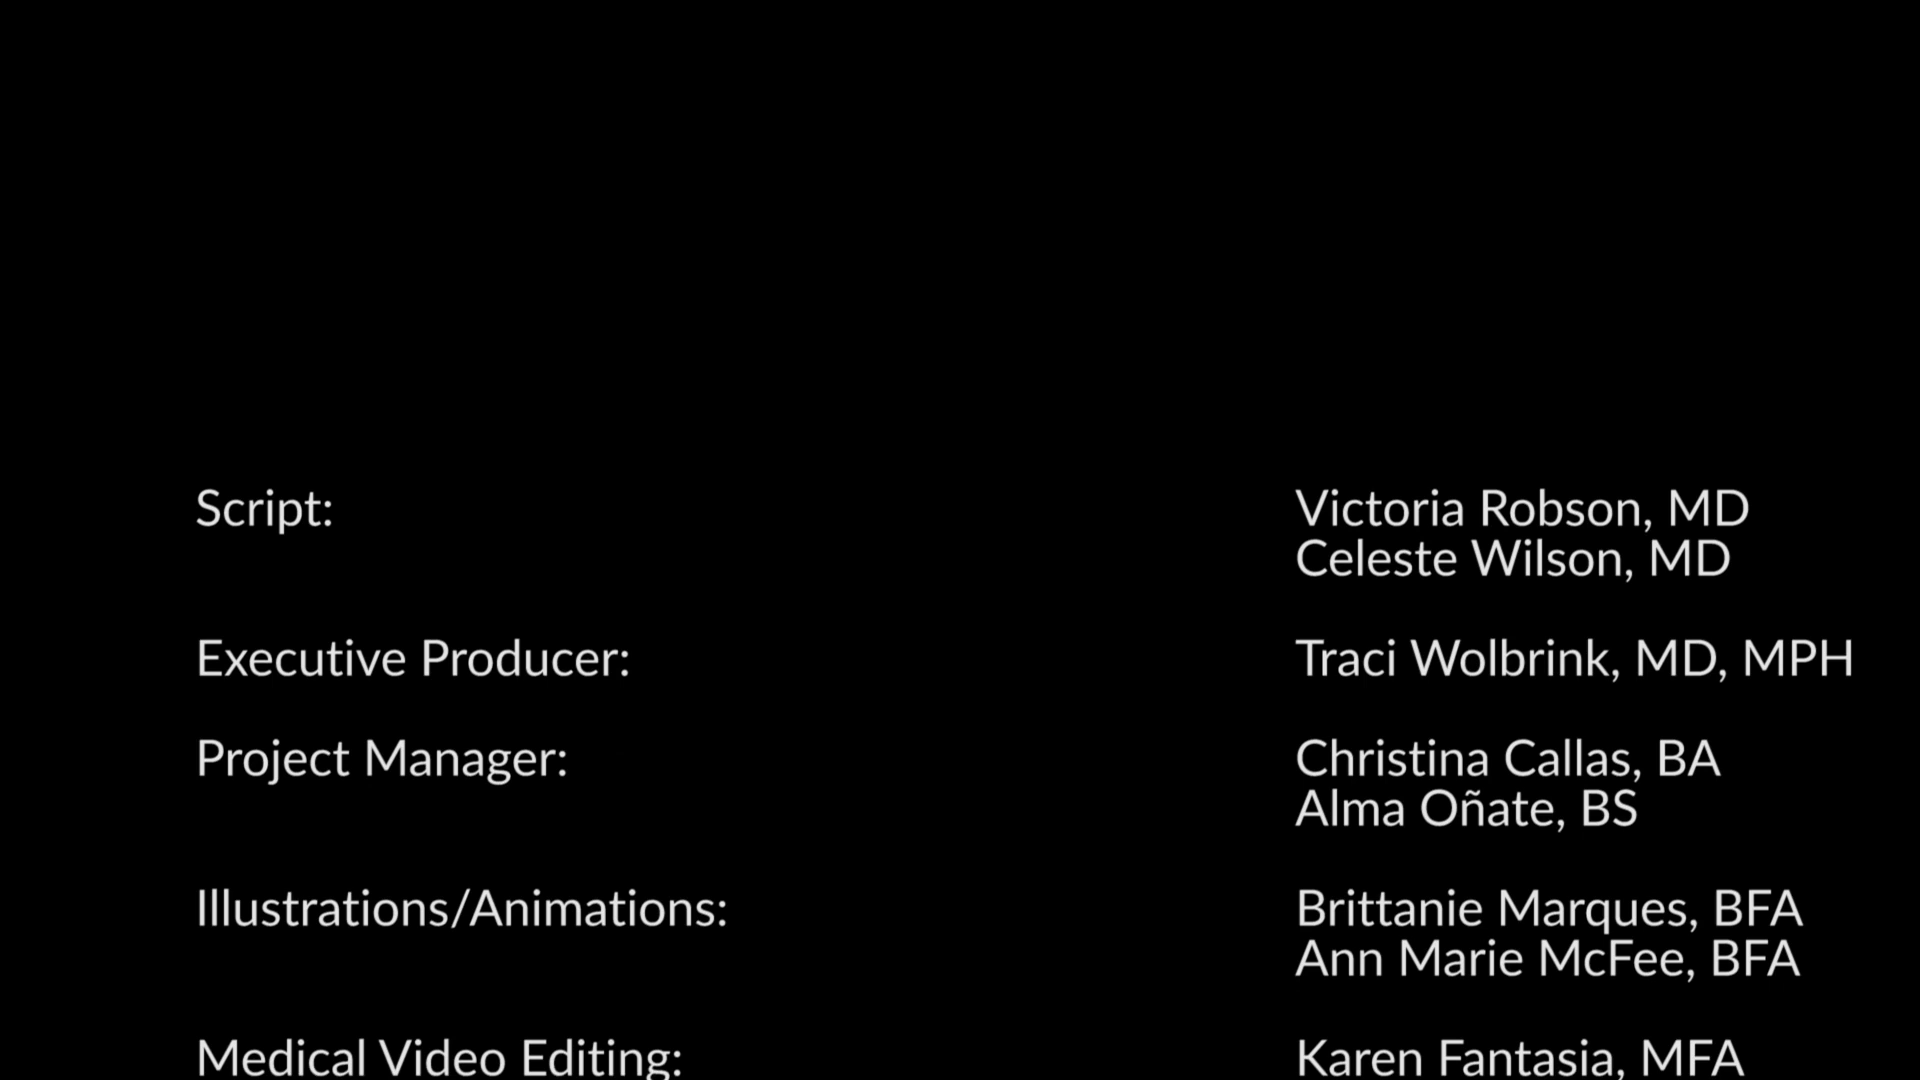 Script: Victoria Robson, MD
Celeste Wilson, MD
Executive Producer: Traci Wolbrink, MD, MPH
Project Manager: Christina Callas, BA
Alma Oñate, BS
Illustrations/Animations: Brittanie Marques, BFA
Ann Marie McFee, BFA
Medical Video Editing: Karen Fantasia, MFA